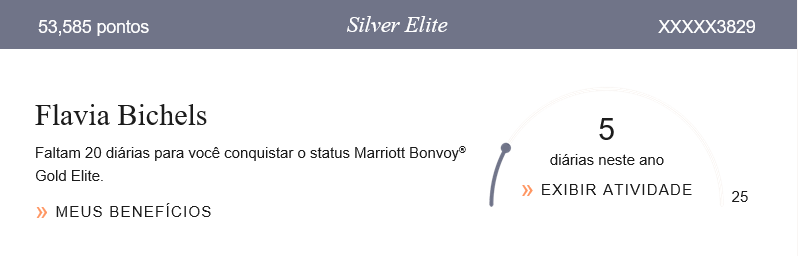 53,585 pontos
Silver Elite
XXXXX3829
Flavia Bichels
Faltam 20 diárias para você conquistar o status Marriott Bonvoy®
Gold Elite.
» MEUS BENEFÍCIOS
5
diárias neste ano
» EXIBIR ATIVIDADE
25